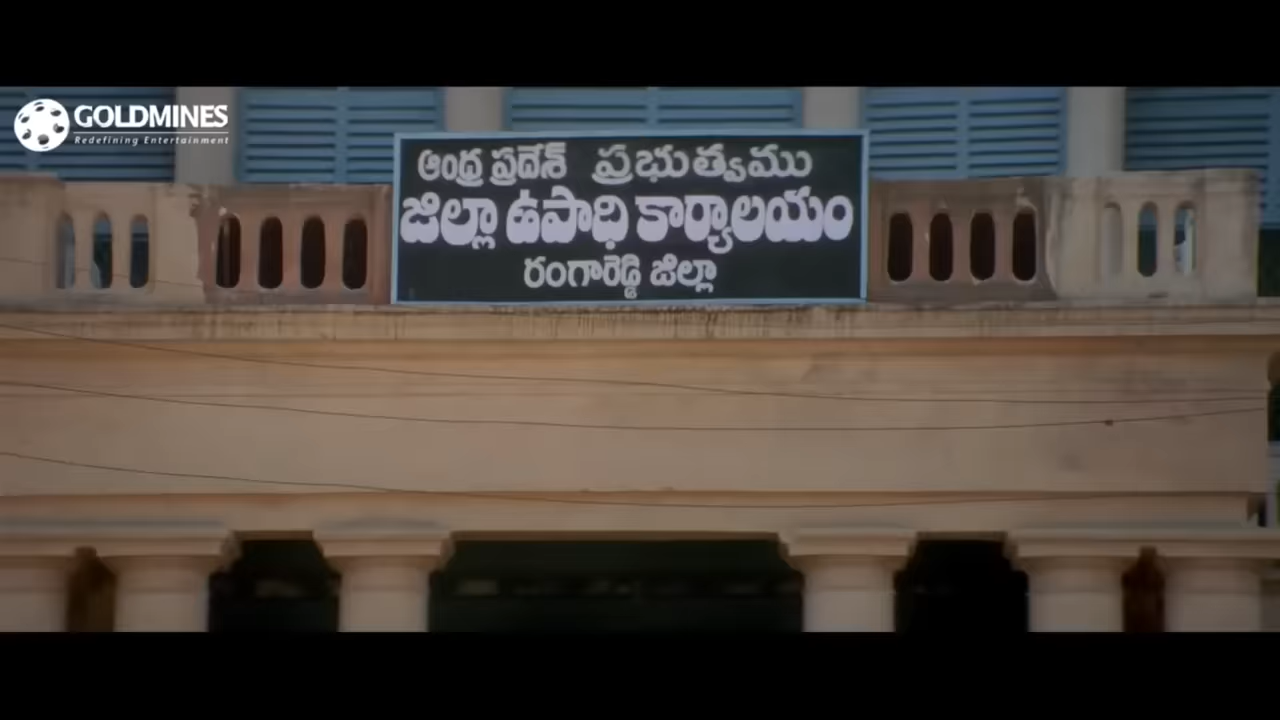 GOLDMINES
Redefining Entertainment
ఆంధ్ర ప్రదేశ్ ప్రభుత్వము
జిల్లా ఉపాధి కార్యాలయం
రంగారెడ్డి జిల్లా